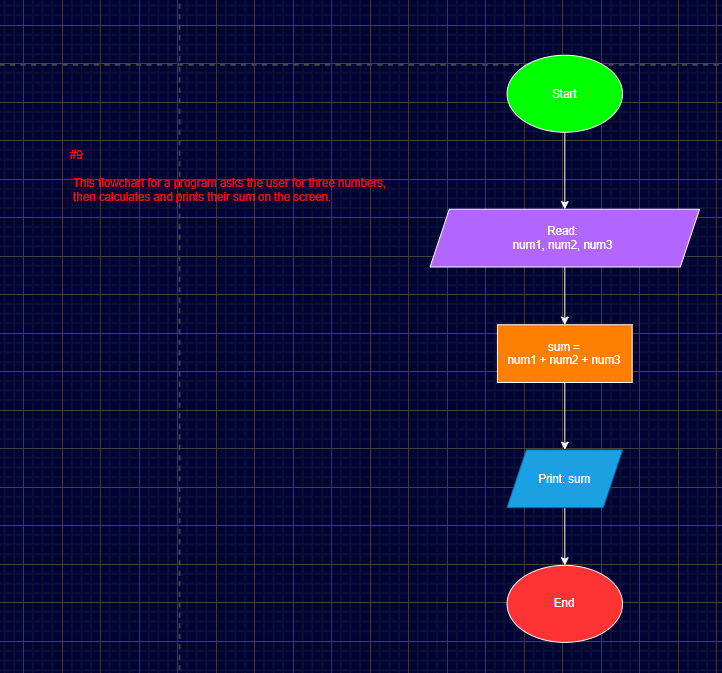 #9
This flowchart for a program asks the user for three numbers,
then calculates and prints their sum on the screen.
Start
Read:
num1, num2, num3
sum =
num1 + num2 + num3
Print: sum
End